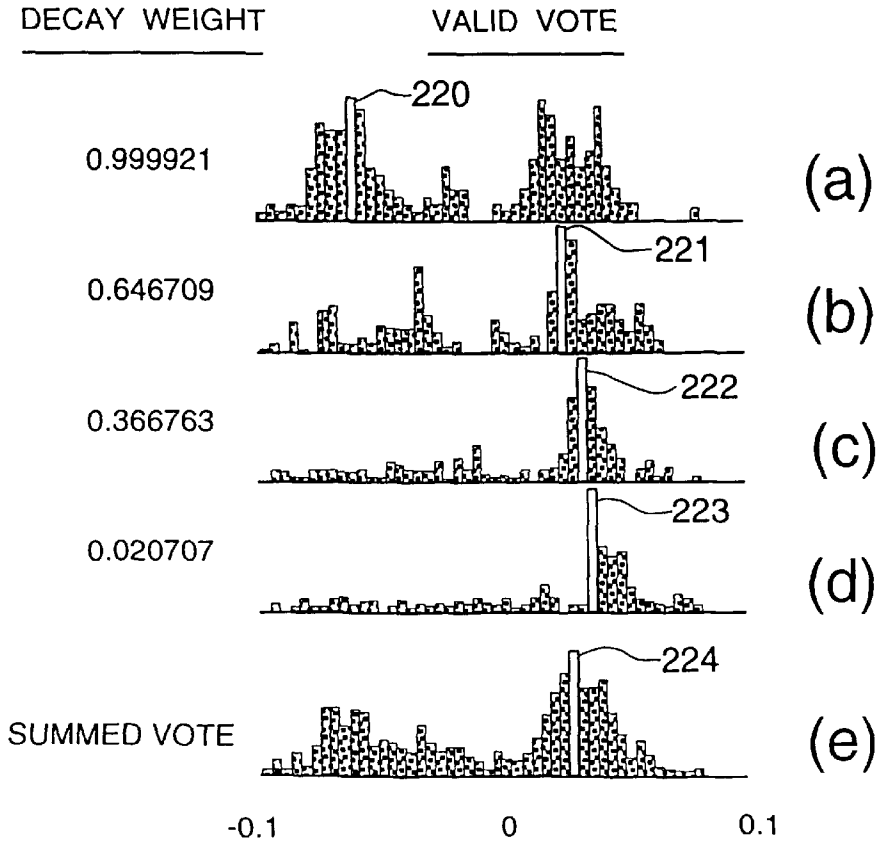 DECAY WEIGHT VALID VOTE
220
0.999921 (a)
221
0.646709 (b)
222
0.366763 (c)
223
0.020707 (d)
224
SUMMED VOTE (e)
-0.1 0 0.1